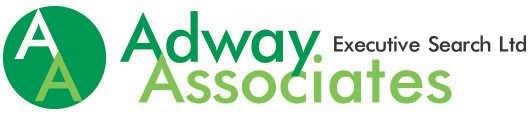 A
A
Adway Executive Search Ltd
Associates